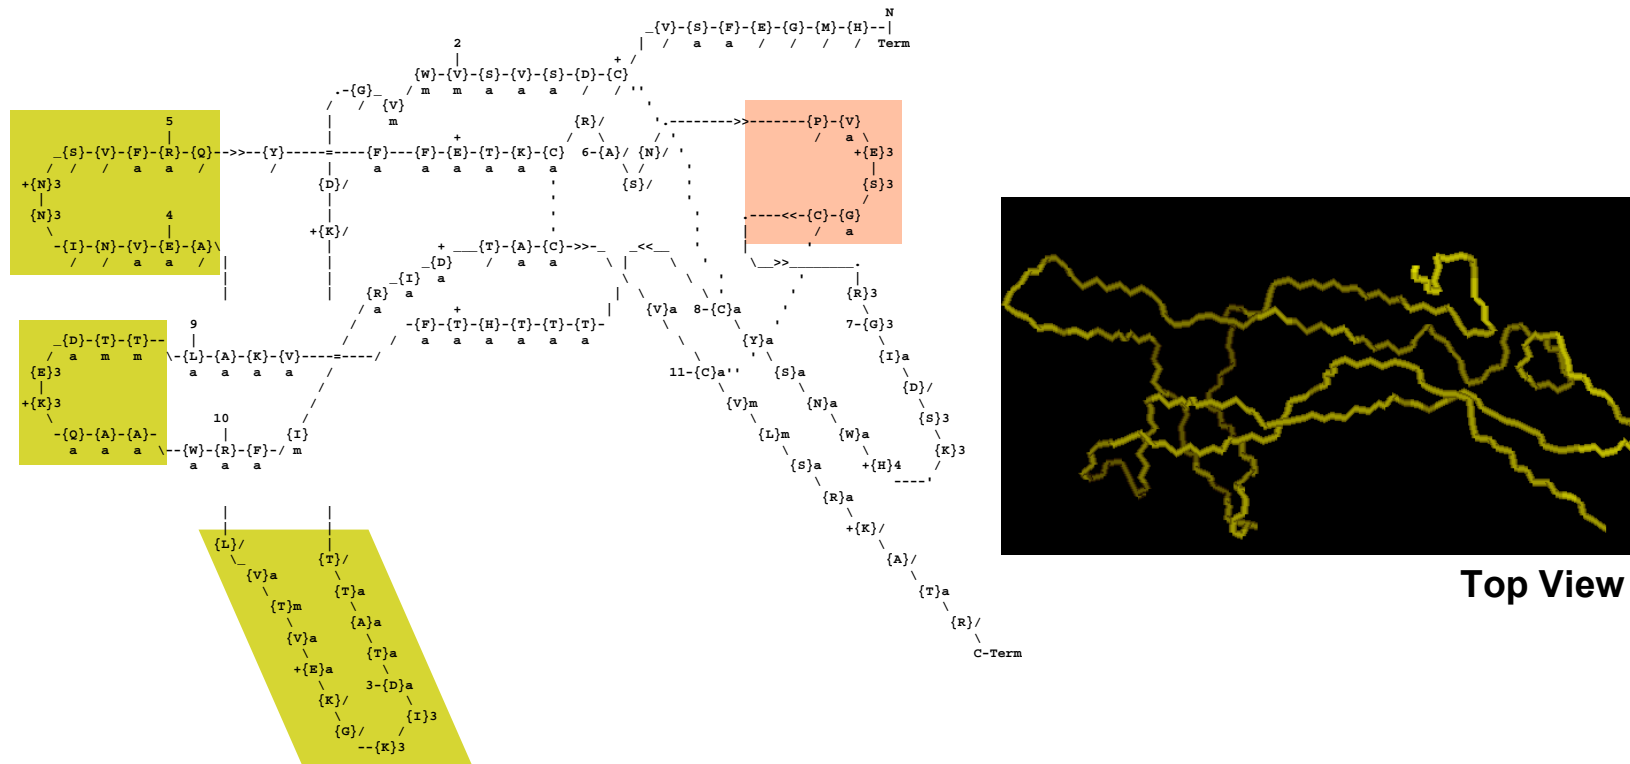 N
_{V}-{S}-{F}-{E}-{G}-{M}-{H}--|
2 | / a a / / / / Term
| + /
{W}-{V}-{S}-{V}-{S}-{D}-{C}
.-{G}_ / m m a a a / / ''
/ / {V} '
5 | m {R}/ '.-------->>-------{P}-{V}
| | + / \ / ' / a \
_{S}-{V}-{F}-{R}-{Q}-->>--{Y}-----=----{F}---{F}-{E}-{T}-{K}-{C} 6-{A}/ {N}/ ' +{E}3
/ / / a a / / | a a a a a a \ / ' |
+{N}3 {D}/ ' {S}/ ' {S}3
| | ' ' /
{N}3 4 | ' ' .----<<-{C}-{G}
\ | +{K}/ ' ' | / a
-{I}-{N}-{V}-{E}-{A}\ | + ___{T}-{A}-{C}->>-_ _<<__ ' | '
/ / a a / | | _{D} / a a \ | \ ' \__>>________.
| | _{I} a \ \ ' ' |
| | {R} a | \ \ ' ' {R}3
9 a + | {V}a 8-{C}a ' \
_{D}-{T}-{T}-- | / / -{F}-{T}-{H}-{T}-{T}-{T}- \ \ ' 7-{G}3
/ a m m \-{L}-{A}-{K}-{V}----=----/ a a a a a a \ {Y}a \
{E}3 a a a a / \ ' \ {I}a
| / 11-{C}a'' {S}a \
+{K}3 / \ \ {D}/
\ 10 / {V}m {N}a \
-{Q}-{A}-{A}- | {I} \ \ {S}3
a a a \--{W}-{R}-{F}-/ m {L}m {W}a \
a a a \ \ {K}3
{S}a +{H}4 /
\ ----'
{R}a
| | \
| | +{K}/
{L}/ | \
\_ {T}/ {A}/
{V}a \ \
\ {T}a {T}a
{T}m \ \
\ {A}a {R}/
{V}a \ \
\ {T}a C-Term
+{E}a \
\ 3-{D}a
{K}/ \
\ {I}3
{G}/ /
--{K}3
Top View